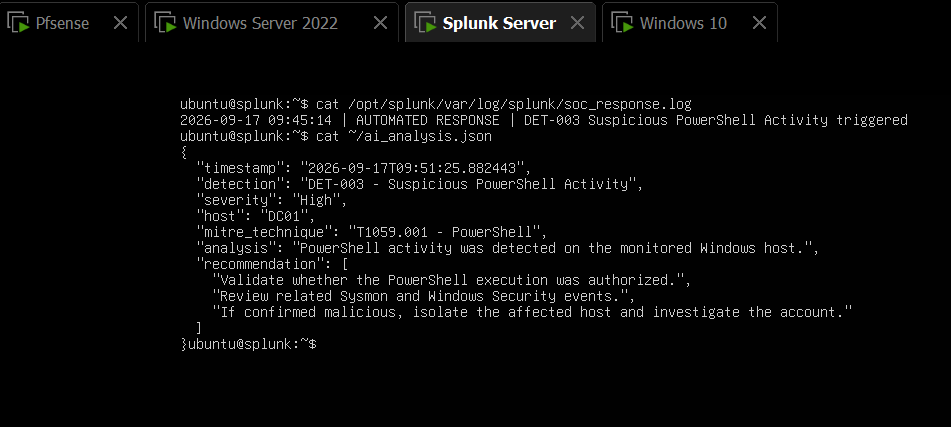 Pfsense
Windows Server 2022
Splunk Server
Windows 10
ubuntu@splunk:~$ cat /opt/splunk/var/log/splunk/soc_response.log
2026-09-17 09:45:14 | AUTOMATED RESPONSE | DET-003 Suspicious PowerShell Activity triggered
ubuntu@splunk:~$ cat ~/ai_analysis.json
{
  "timestamp": "2026-09-17T09:51:25.882443",
  "detection": "DET-003 - Suspicious PowerShell Activity",
  "severity": "High",
  "host": "DC01",
  "mitre_technique": "T1059.001 - PowerShell",
  "analysis": "PowerShell activity was detected on the monitored Windows host.",
  "recommendation": [
    "Validate whether the PowerShell execution was authorized.",
    "Review related Sysmon and Windows Security events.",
    "If confirmed malicious, isolate the affected host and investigate the account."
  ]
}ubuntu@splunk:~$